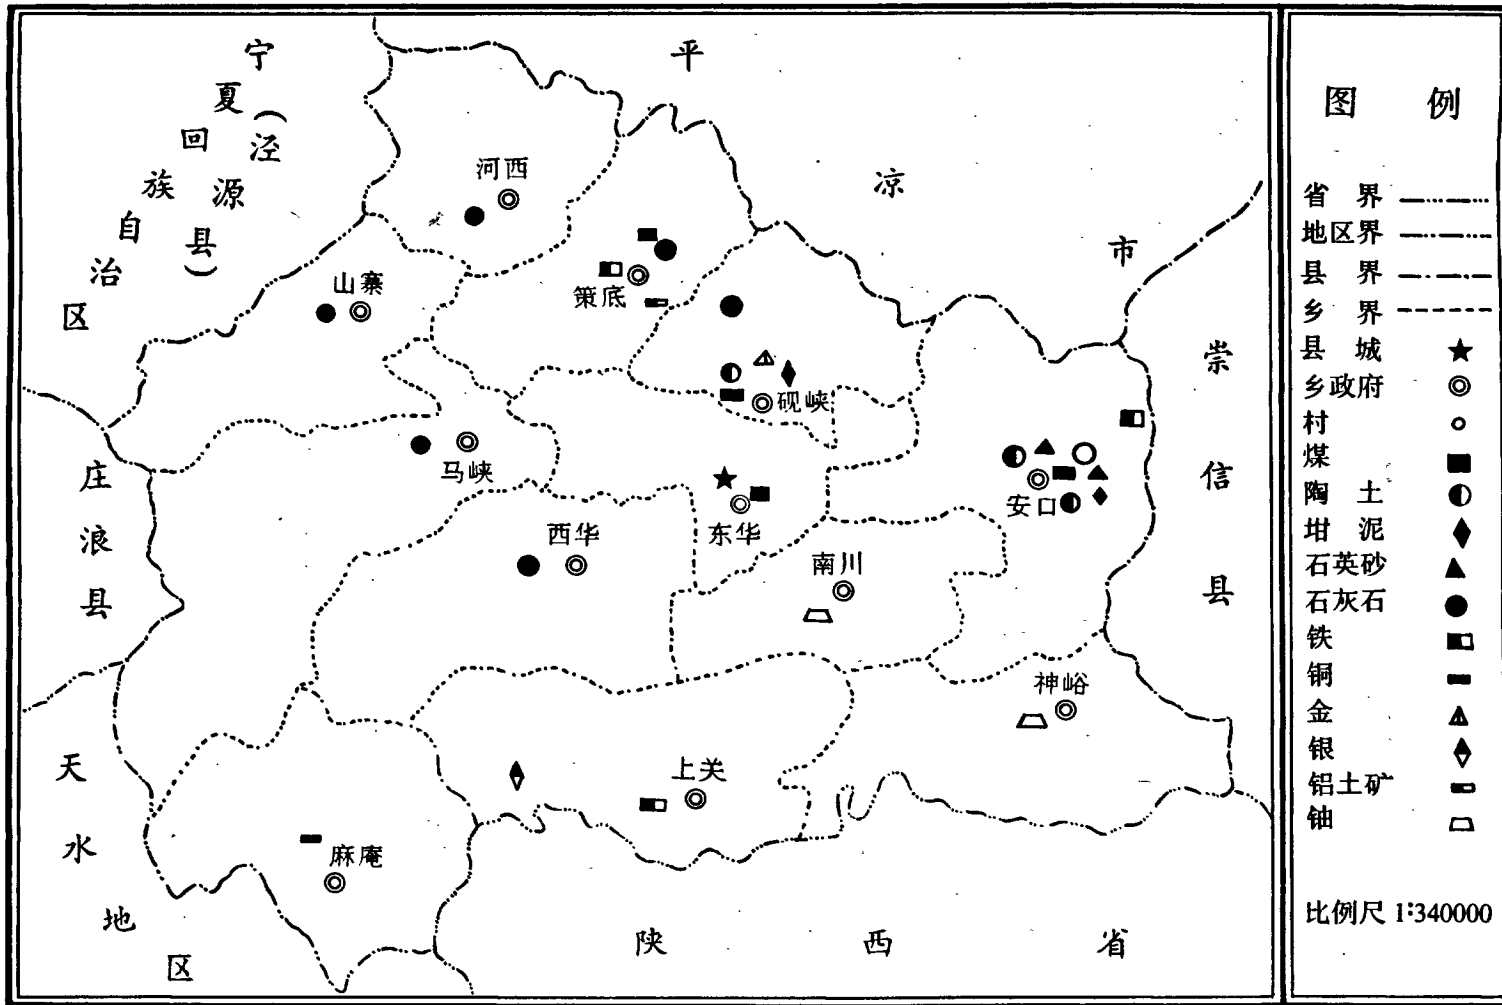 宁夏回族自治区
(泾源县)
平凉市
崇信县
庄浪县
天水地区
陕西省
河西
山寨
策底
砚峡
马峡
西华
东华
安口
南川
神峪
上关
麻庵
图例
省界
地区界
县界
乡界
县城
乡政府
村
煤
陶土
坩泥
石英砂
石灰石
铁
铜
金
银
铝土矿
铀
比例尺 1:340000